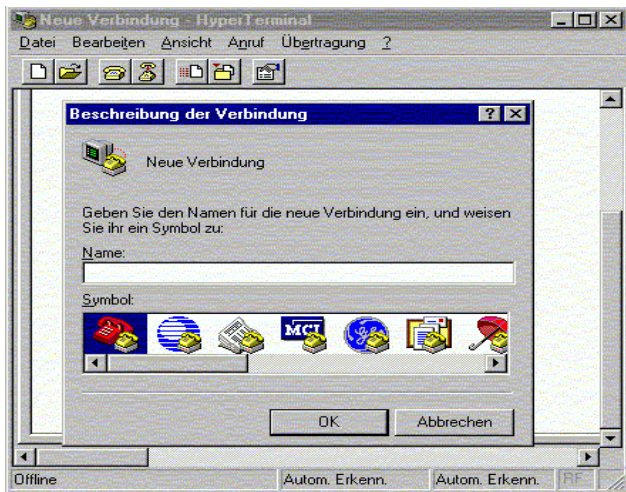 Neue Verbindung - HyperTerminal
Datei Bearbeiten Ansicht Anruf Übertragung ?
Beschreibung der Verbindung
Neue Verbindung
Geben Sie den Namen für die neue Verbindung ein, und weisen
Sie ihr ein Symbol zu:
Name:
Symbol:
MCI
OK Abbrechen
Offline Autom. Erkenn. Autom. Erkenn. RF